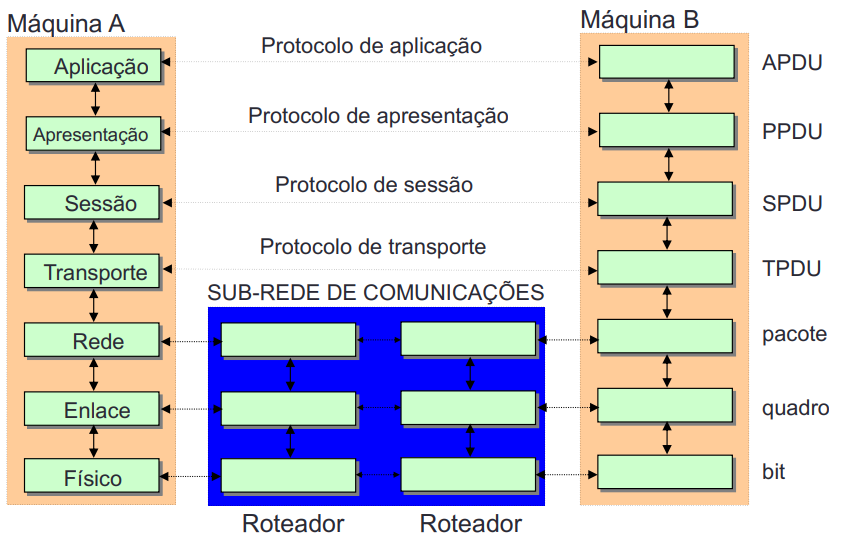 Máquina A
Máquina B
Aplicação
Protocolo de aplicação
APDU
Apresentação
Protocolo de apresentação
PPDU
Sessão
Protocolo de sessão
SPDU
Transporte
Protocolo de transporte
TPDU
SUB-REDE DE COMUNICAÇÕES
Rede
pacote
Enlace
quadro
Físico
bit
Roteador
Roteador